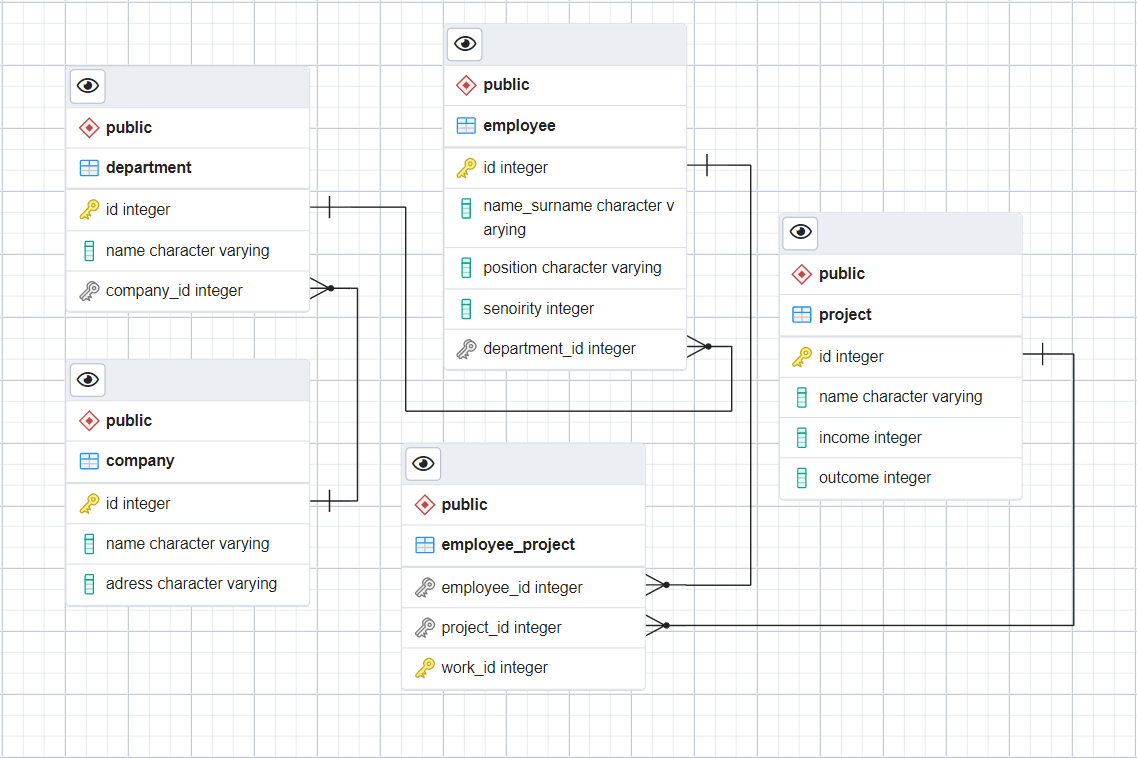 public
department
id integer
name character varying
company_id integer
public
company
id integer
name character varying
adress character varying
public
employee
id integer
name_surname character v
arying
position character varying
senoirity integer
department_id integer
public
employee_project
employee_id integer
project_id integer
work_id integer
public
project
id integer
name character varying
income integer
outcome integer